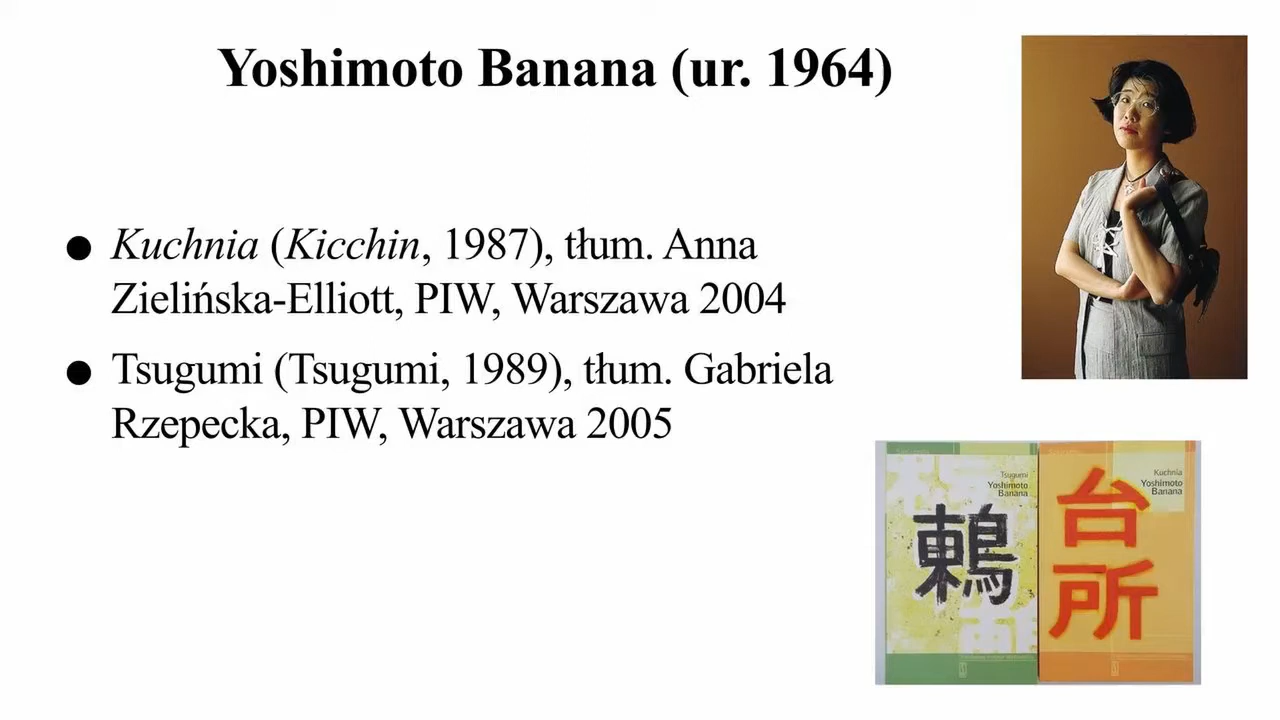 Yoshimoto Banana (ur. 1964)
● Kuchnia (Kicchin, 1987), tłum. Anna
Zielińska-Elliott, PIW, Warszawa 2004
● Tsugumi (Tsugumi, 1989), tłum. Gabriela
Rzepecka, PIW, Warszawa 2005
Tsugumi
Yoshimoto
Banana
鶇
Kuchnia
Yoshimoto
Banana
台
所